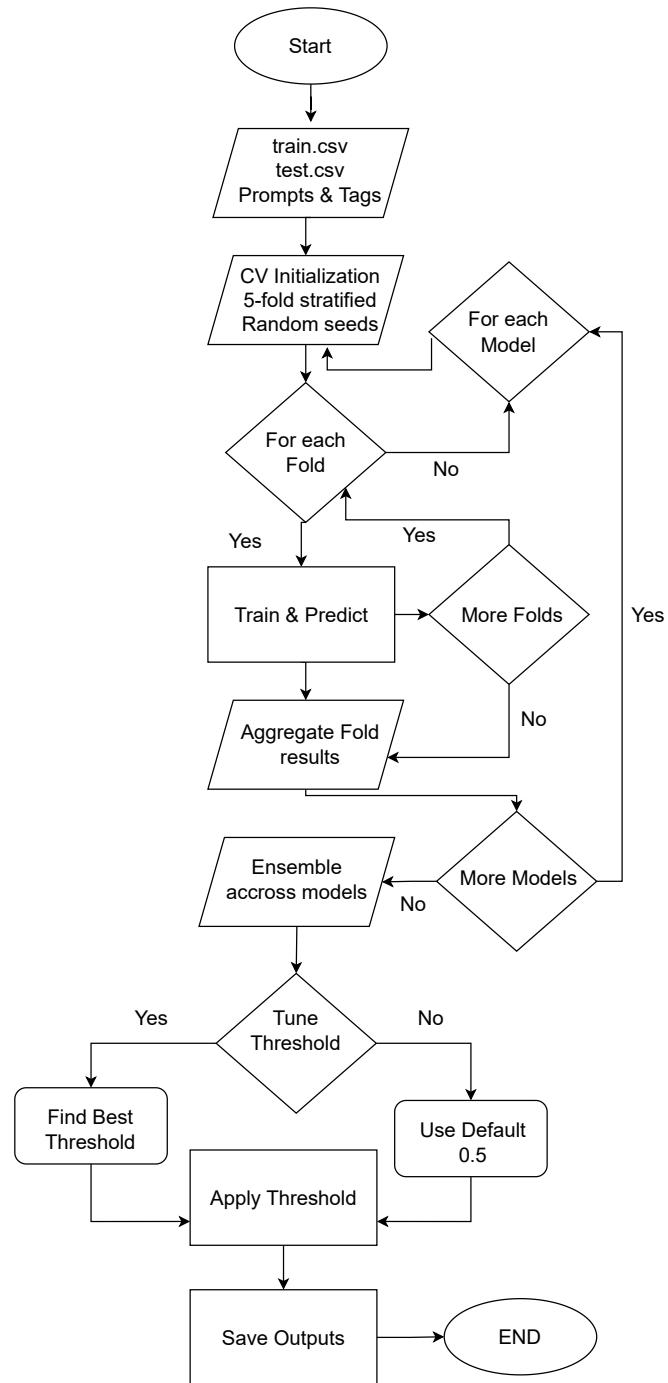 Start
train.csv
test.csv
Prompts & Tags
CV Initialization
5-fold stratified
Random seeds
For each
Model
For each
Fold
No
Yes
Yes
Train & Predict
More Folds
Yes
No
Aggregate Fold
results
Ensemble
accross models
No
More Models
Yes
Tune
Threshold
No
Find Best
Threshold
Use Default
0.5
Apply Threshold
Save Outputs
END